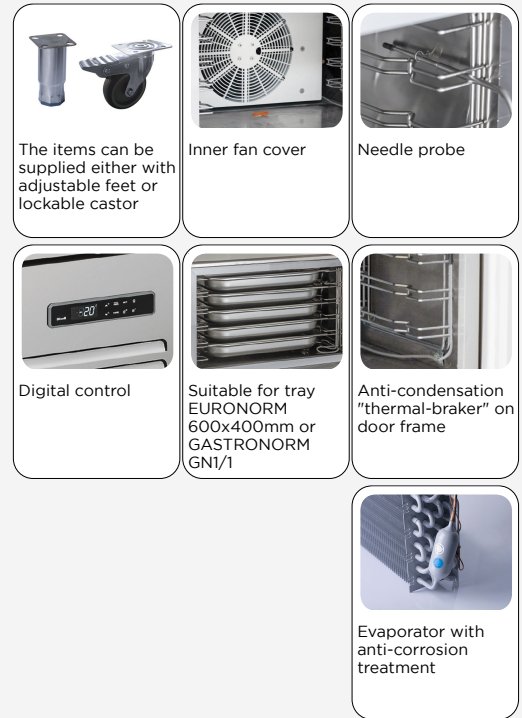 The items can be
supplied either with
adjustable feet or
lockable castor
Inner fan cover
Needle probe
Digital control
-20°
Suitable for tray
EURONORM
600x400mm or
GASTRONORM
GN1/1
Anti-condensation
"thermal-braker" on
door frame
Evaporator with
anti-corrosion
treatment